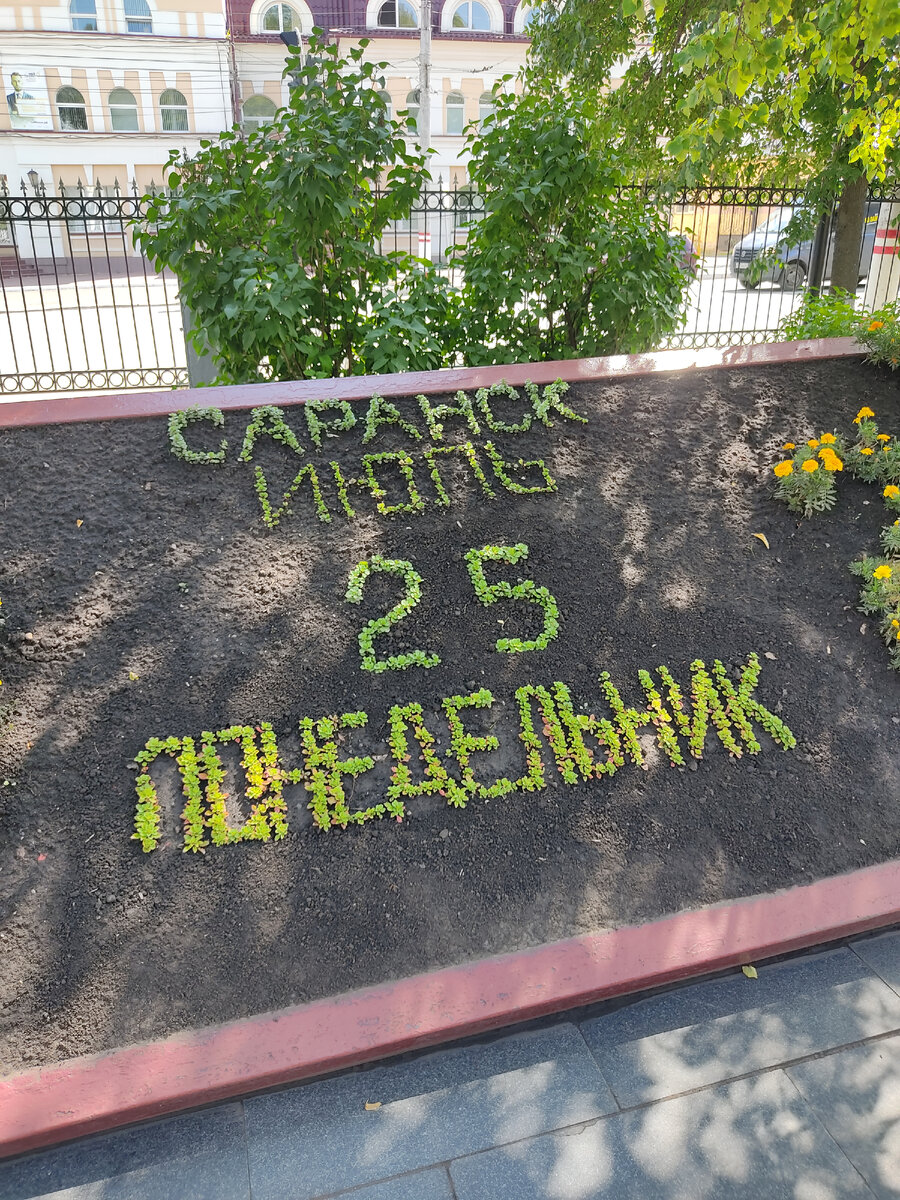 САРАНСК
ИЮЛЬ
25
ПОНЕДЕЛЬНИК